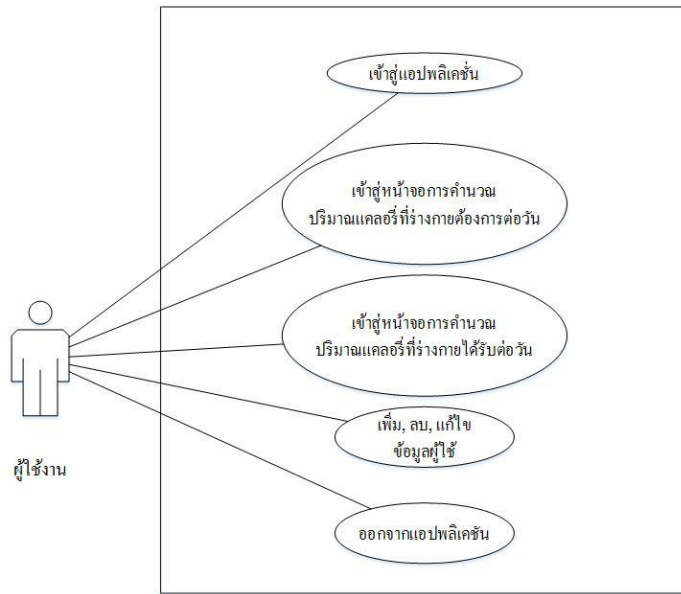 เข้าสู่แอปพลิเคชั่น
เข้าสู่หน้าจอการคำนวณ
ปริมาณแคลอรี่ที่ร่างกายต้องการต่อวัน
เข้าสู่หน้าจอการคำนวณ
ปริมาณแคลอรี่ที่ร่างกายได้รับต่อวัน
เพิ่ม, ลบ, แก้ไข
ข้อมูลผู้ใช้
ผู้ใช้งาน
ออกจากแอปพลิเคชัน